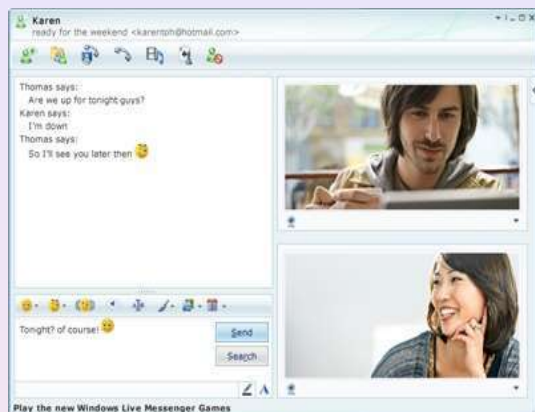 Karen
ready for the weekend <karentph@hotmail.com>
Thomas says:
Are we up for tonight guys?
Karen says:
I'm down
Thomas says:
So I'll see you later then
Tonight? of course!
Send
Search
A
Play the new Windows Live Messenger Games